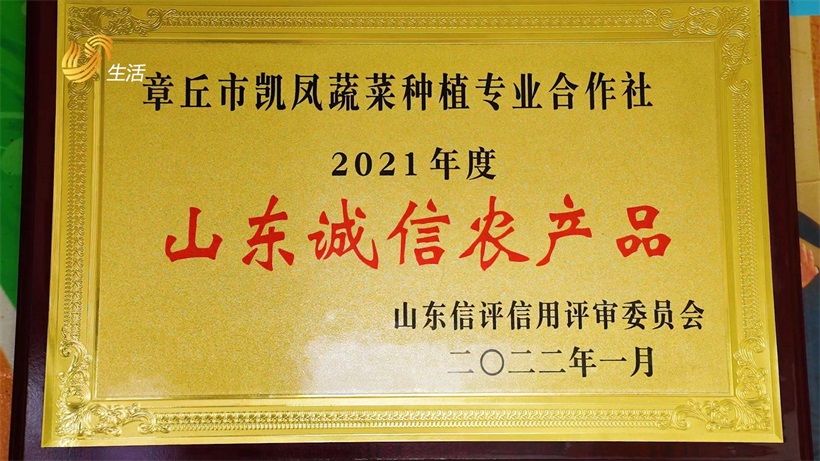 生活
章丘市凯凤蔬菜种植专业合作社
2021年度
山东诚信农产品
山东信评信用评审委员会
二〇二二年一月